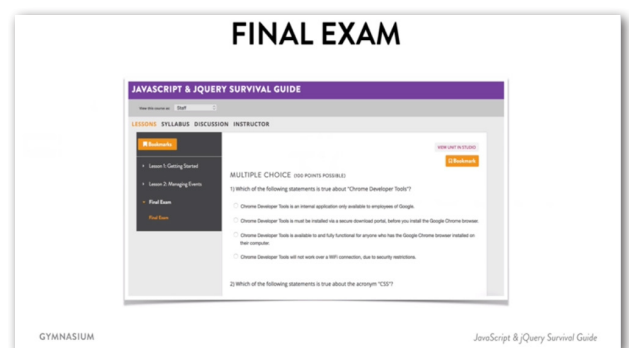 FINAL EXAM
JAVASCRIPT & JQUERY SURVIVAL GUIDE
View this course as: Staff
LESSONS SYLLABUS DISCUSSION INSTRUCTOR
Bookmarks
VIEW UNIT IN STUDIO
Bookmark
Lesson 1: Getting Started
Lesson 2: Managing Events
Final Exam
Final Exam
MULTIPLE CHOICE (100 POINTS POSSIBLE)
1) Which of the following statements is true about "Chrome Developer Tools"?
Chrome Developer Tools is an internal application only available to employees of Google.
Chrome Developer Tools is must be installed via a secure download portal, before you install the Google Chrome browser.
Chrome Developer Tools is available to and fully functional for anyone who has the Google Chrome browser installed on
their computer.
Chrome Developer Tools will not work over a WiFi connection, due to security restrictions.
2) Which of the following statements is true about the acronym "CSS"?
GYMNASIUM
JavaScript & jQuery Survival Guide